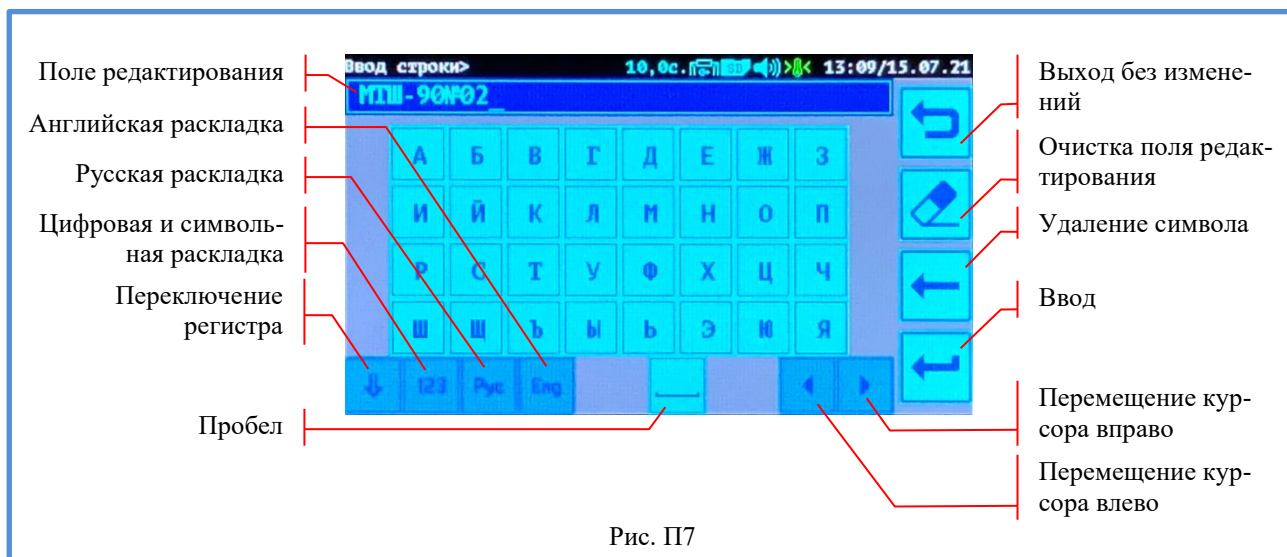 Ввод строки> 10,0с. SD 13:09/15.07.21
МТШ-90№02_
А Б В Г Д Е Ж З
И Й К Л М Н О П
Р С Т У Ф Х Ц Ч
Ш Щ Ъ Ы Ь Э Ю Я
123 Рус Eng
Поле редактирования
Английская раскладка
Русская раскладка
Цифровая и символь-
ная раскладка
Переключение
регистра
Пробел
Выход без измене-
ний
Очистка поля редак-
тирования
Удаление символа
Ввод
Перемещение кур-
сора вправо
Перемещение кур-
сора влево
Рис. П7